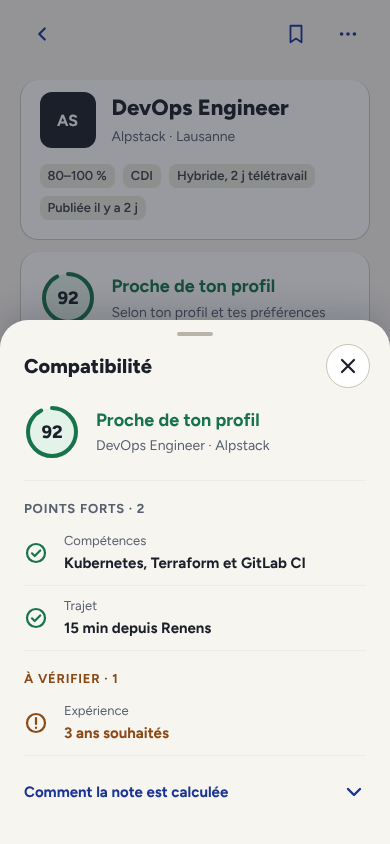 AS
DevOps Engineer
Alpstack · Lausanne
80–100 %
CDI
Hybride, 2 j télétravail
Publiée il y a 2 j
92
Proche de ton profil
Selon ton profil et tes préférences
Compatibilité
92
Proche de ton profil
DevOps Engineer · Alpstack
POINTS FORTS · 2
Compétences
Kubernetes, Terraform et GitLab CI
Trajet
15 min depuis Renens
À VÉRIFIER · 1
Expérience
3 ans souhaités
Comment la note est calculée